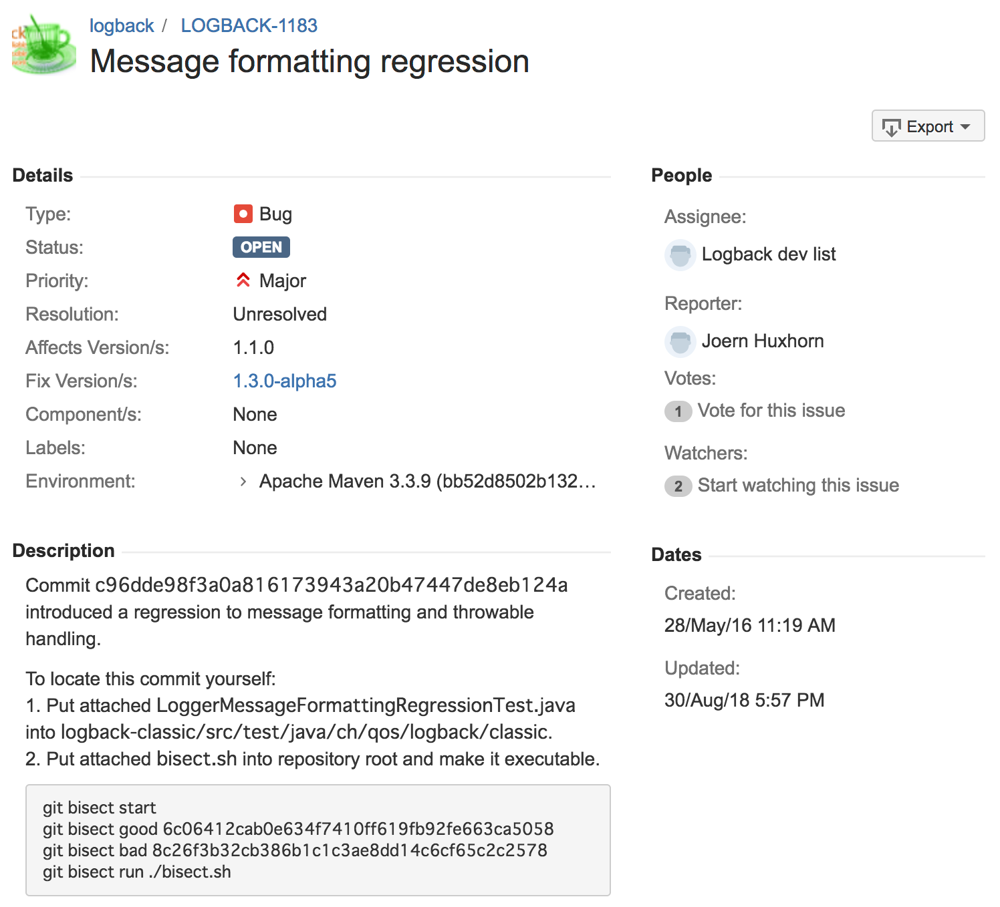 logback / LOGBACK-1183
Message formatting regression
Export
Details
Type: Bug
Status: OPEN
Priority: Major
Resolution: Unresolved
Affects Version/s: 1.1.0
Fix Version/s: 1.3.0-alpha5
Component/s: None
Labels: None
Environment: Apache Maven 3.3.9 (bb52d8502b132…
People
Assignee:
Logback dev list
Reporter:
Joern Huxhorn
Votes:
1 Vote for this issue
Watchers:
2 Start watching this issue
Description
Commit c96dde98f3a0a816173943a20b47447de8eb124a
introduced a regression to message formatting and throwable
handling.
To locate this commit yourself:
1. Put attached LoggerMessageFormattingRegressionTest.java
into logback-classic/src/test/java/ch/qos/logback/classic.
2. Put attached bisect.sh into repository root and make it executable.
git bisect start
git bisect good 6c06412cab0e634f7410ff619fb92fe663ca5058
git bisect bad 8c26f3b32cb386b1c1c3ae8dd14c6cf65c2c2578
git bisect run ./bisect.sh
Dates
Created:
28/May/16 11:19 AM
Updated:
30/Aug/18 5:57 PM